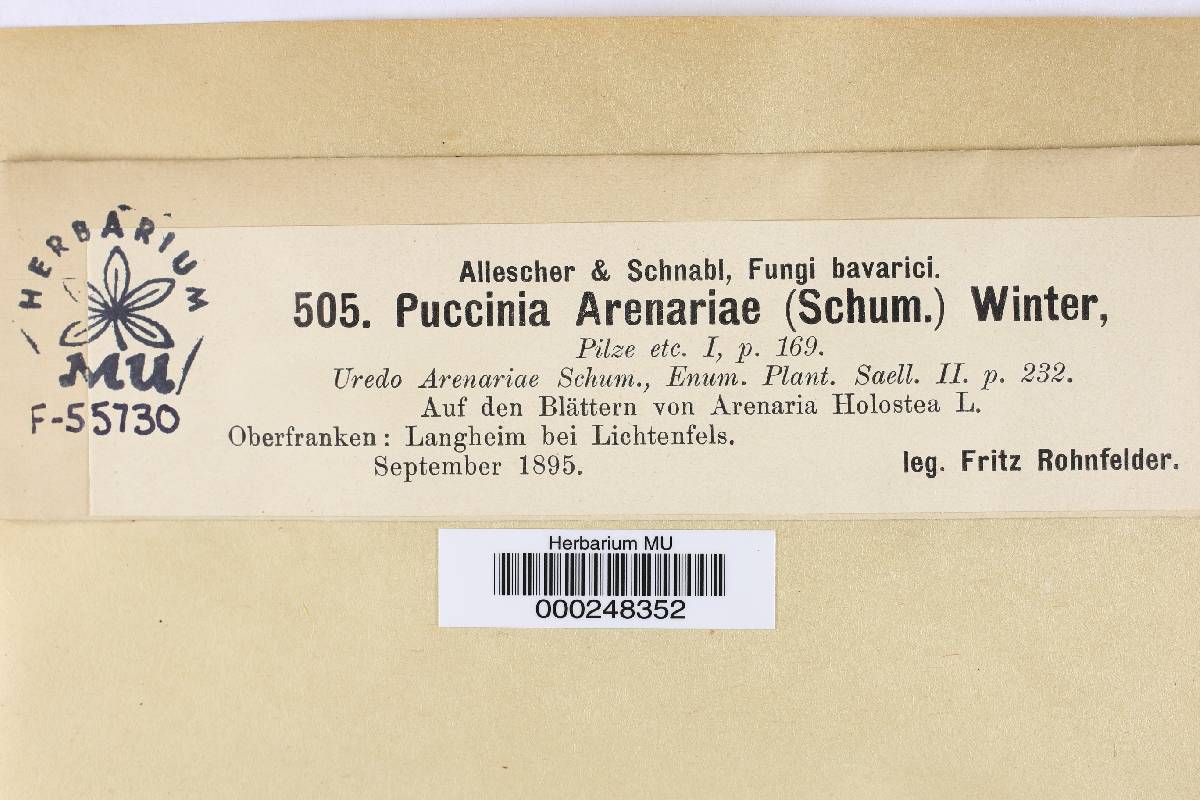 HERBARIUM
MU
F-55730
Allescher & Schnabl, Fungi bavarici.
505. Puccinia Arenariae (Schum.) Winter,
Pilze etc. I, p. 169.
Uredo Arenariae Schum., Enum. Plant. Saell. II. p. 232.
Auf den Blättern von Arenaria Holostea L.
Oberfranken: Langheim bei Lichtenfels.
September 1895.
leg. Fritz Rohnfelder.
Herbarium MU
000248352